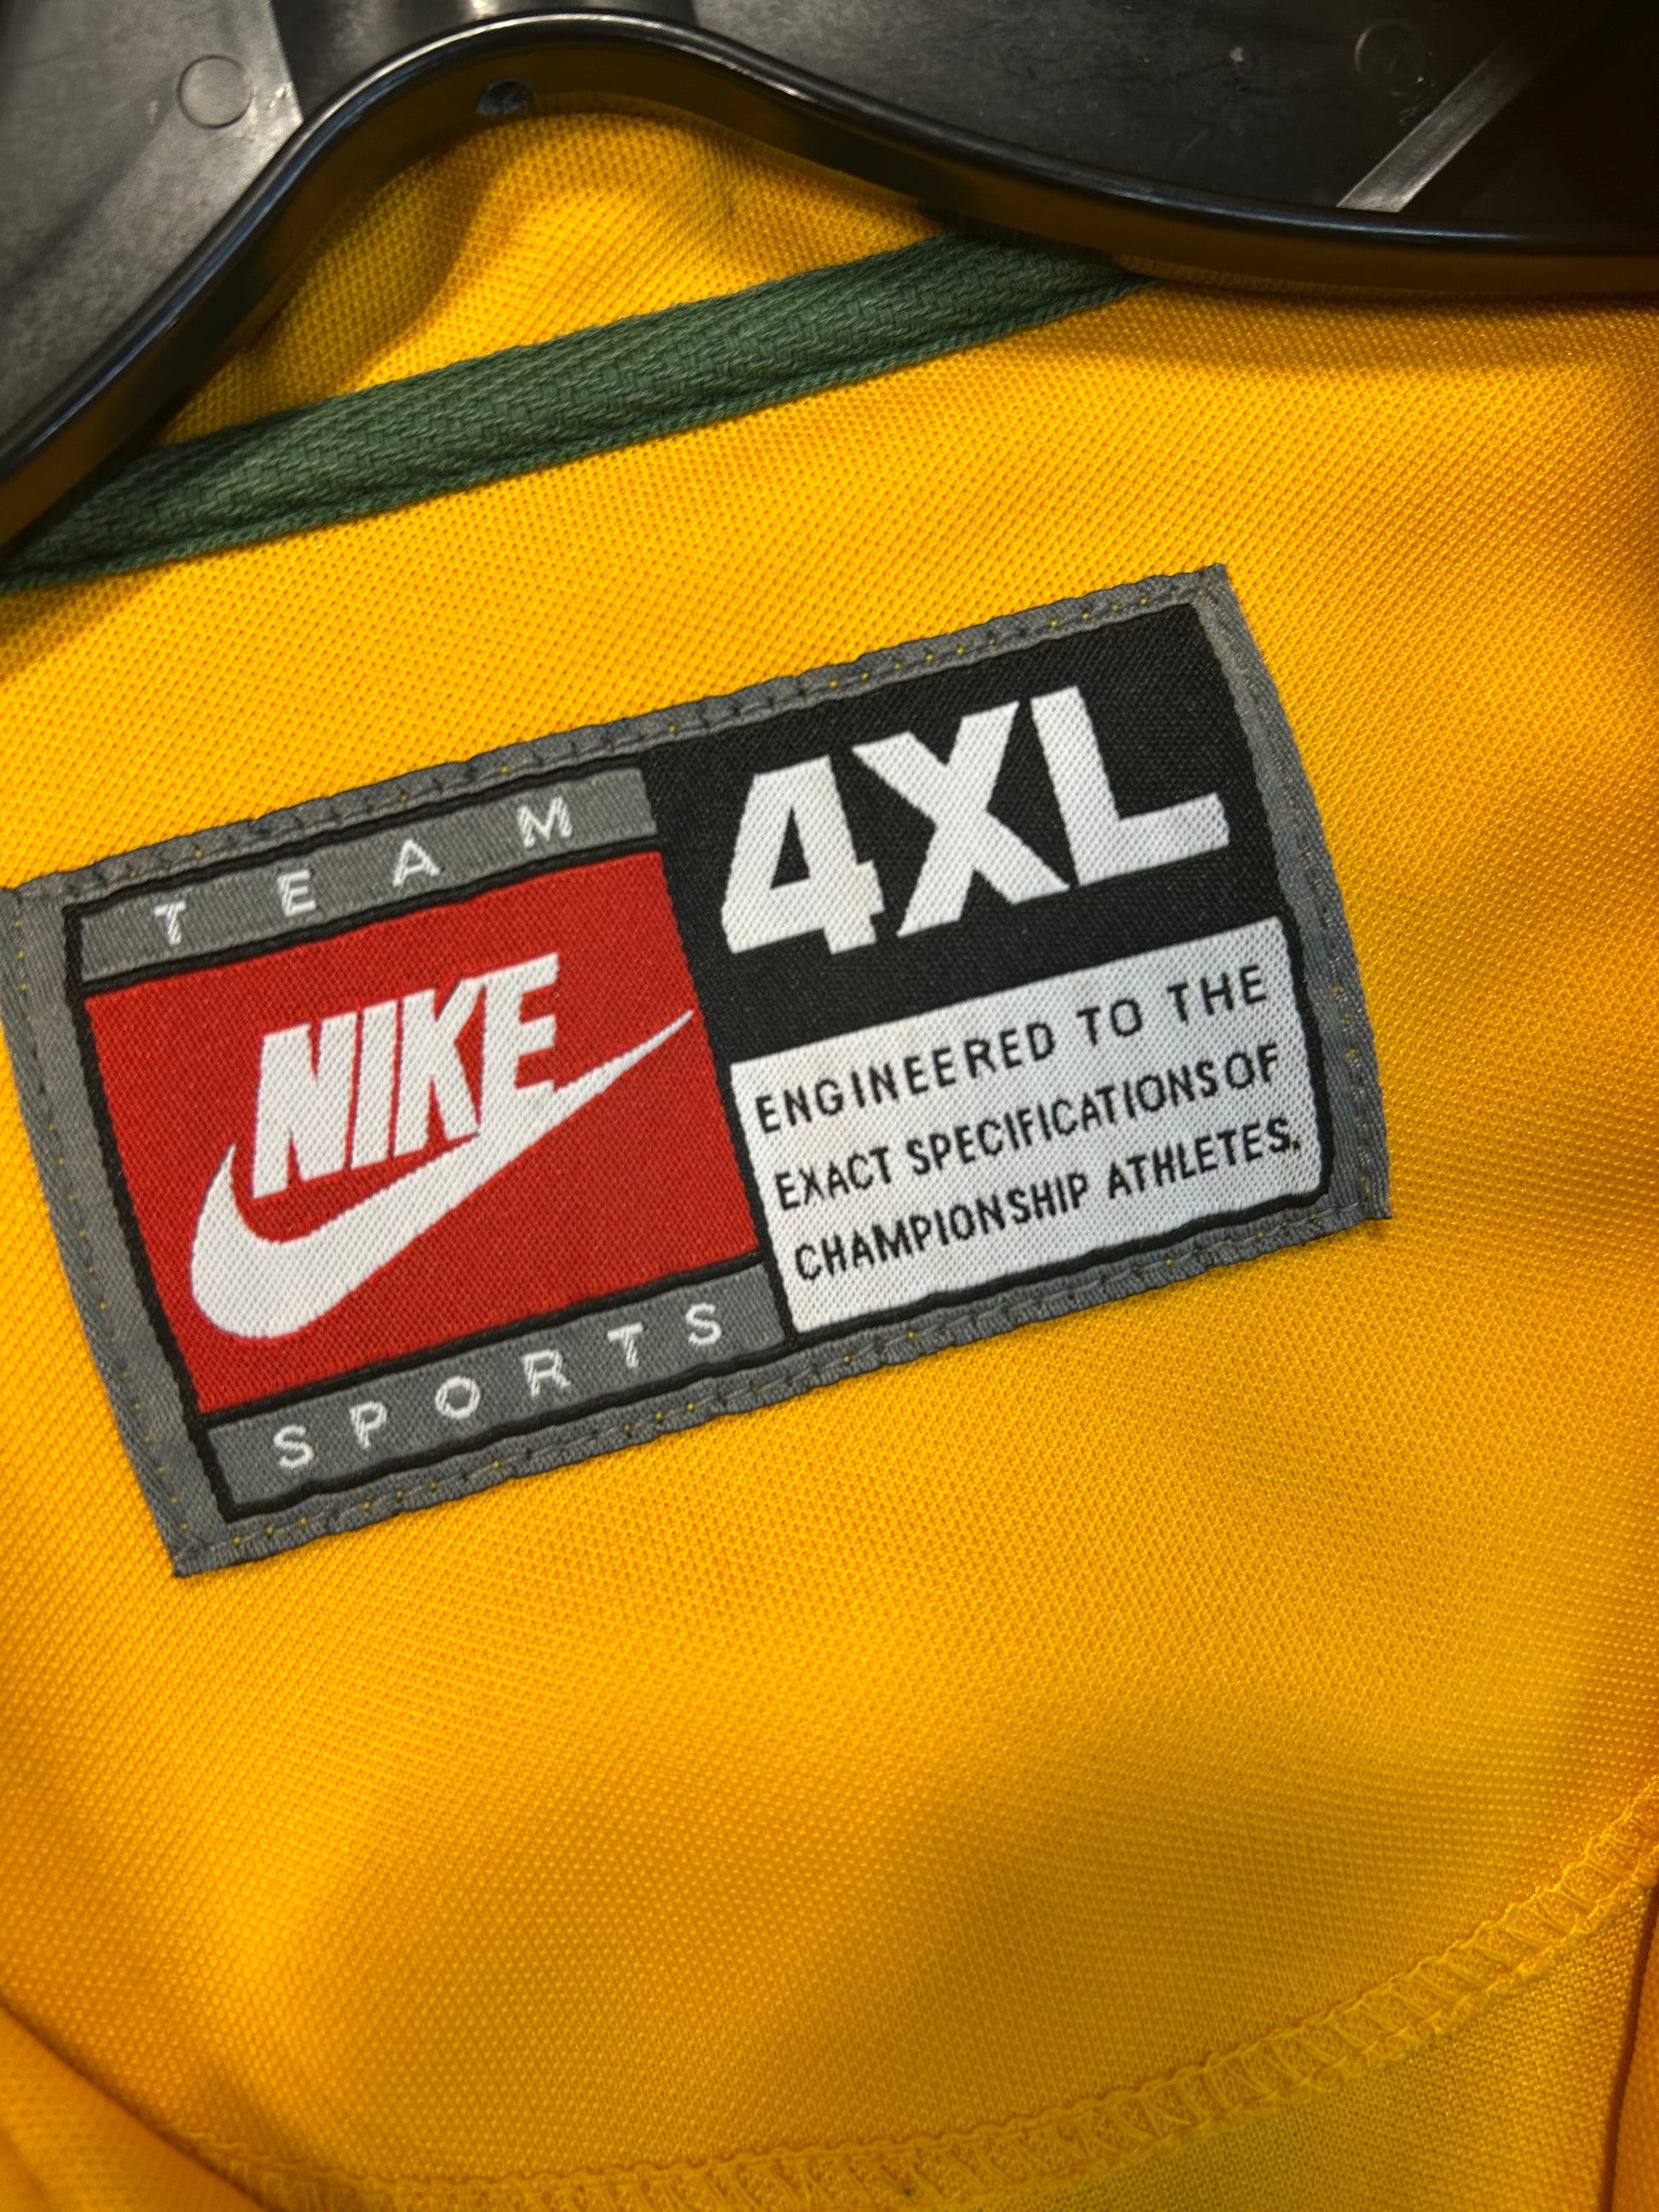 TEAM
NIKE
SPORTS
4XL
ENGINEERED TO THE
EXACT SPECIFICATIONS OF
CHAMPIONSHIP ATHLETES.